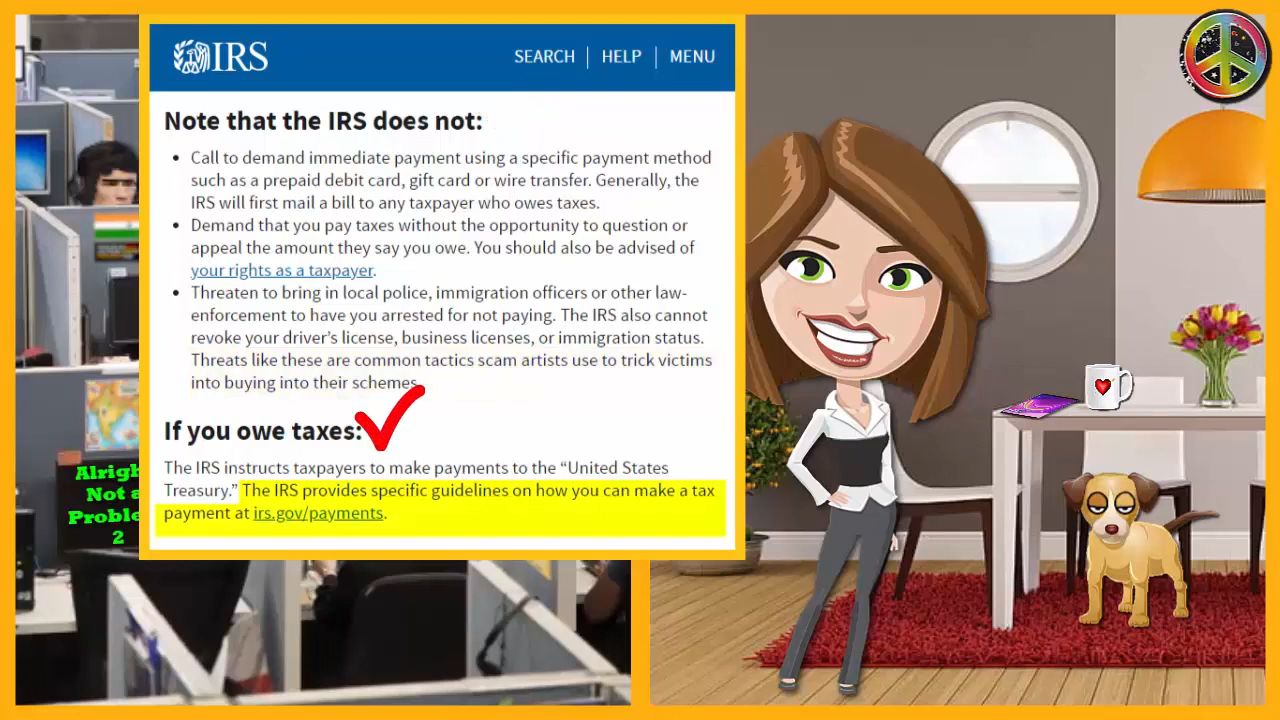 IRS
SEARCH | HELP | MENU
Note that the IRS does not:
• Call to demand immediate payment using a specific payment method
such as a prepaid debit card, gift card or wire transfer. Generally, the
IRS will first mail a bill to any taxpayer who owes taxes.
• Demand that you pay taxes without the opportunity to question or
appeal the amount they say you owe. You should also be advised of
your rights as a taxpayer.
• Threaten to bring in local police, immigration officers or other law-
enforcement to have you arrested for not paying. The IRS also cannot
revoke your driver’s license, business licenses, or immigration status.
Threats like these are common tactics scam artists use to trick victims
into buying into their schemes.
If you owe taxes:
The IRS instructs taxpayers to make payments to the “United States
Treasury.” The IRS provides specific guidelines on how you can make a tax
payment at irs.gov/payments.
Alrigh
Not a
Proble
2